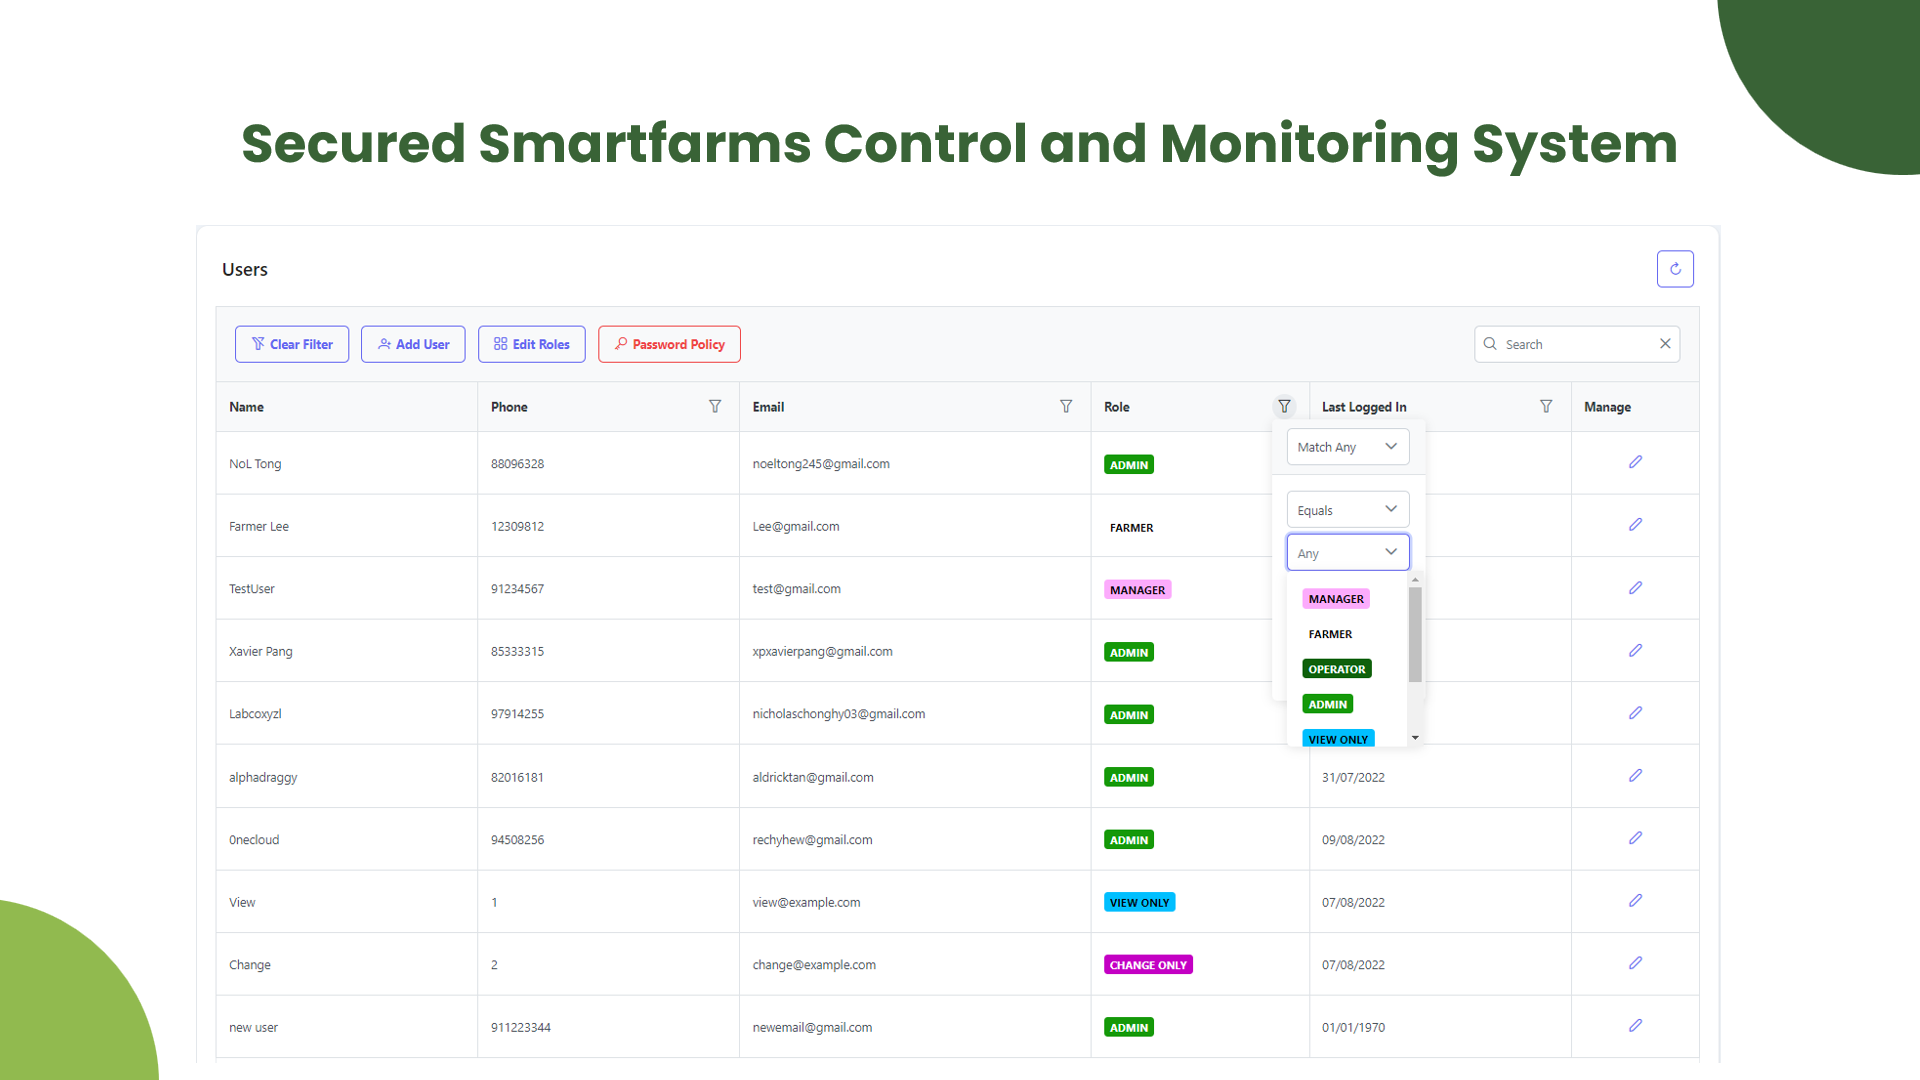 Secured Smartfarms Control and Monitoring System
Users
Clear Filter Add User Edit Roles Password Policy Search
Name Phone Email Role Last Logged In Manage
Match Any
NoL Tong 88096328 noeltong245@gmail.com ADMIN
Equals
Farmer Lee 12309812 Lee@gmail.com FARMER
Any
TestUser 91234567 test@gmail.com MANAGER
MANAGER
FARMER
Xavier Pang 85333315 xpxavierpang@gmail.com ADMIN
OPERATOR
ADMIN
Labcoxyzl 97914255 nicholaschonghy03@gmail.com ADMIN
VIEW ONLY
alphadraggy 82016181 aldricktan@gmail.com ADMIN 31/07/2022
0necloud 94508256 rechyhew@gmail.com ADMIN 09/08/2022
View 1 view@example.com VIEW ONLY 07/08/2022
Change 2 change@example.com CHANGE ONLY 07/08/2022
new user 911223344 newemail@gmail.com ADMIN 01/01/1970